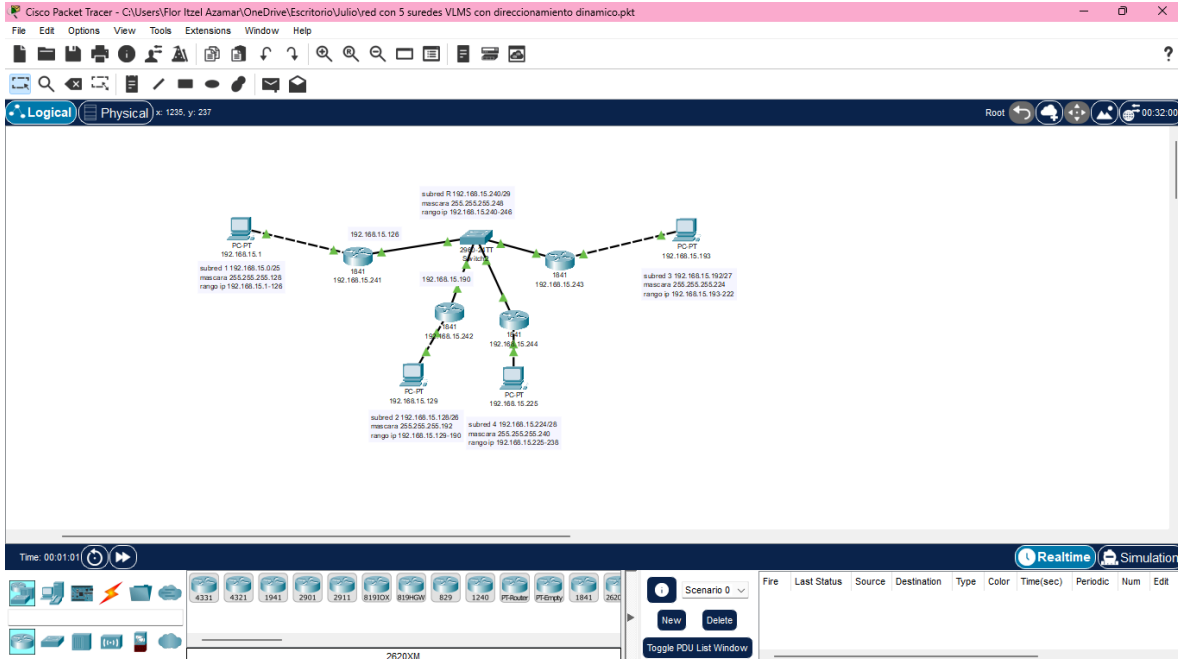 Cisco Packet Tracer - C:\Users\Flor Itzel Azamar\OneDrive\Escritorio\Julio\red con 5 suredes VLMS con direccionamiento dinamico.pkt
File Edit Options View Tools Extensions Window Help
?
Logical Physical x: 1235, y: 237 Root 00:32:00
subred R 192.168.15.240/29
mascara 255.255.255.248
rango ip 192.168.15.240-246
192.168.15.126
PC-PT
192.168.15.1
subred 1 192.168.15.0/25
mascara 255.255.255.128
rango ip 192.168.15.1-126
1841
192.168.15.241
2960-24TT
Switch0
192.168.15.190
1841
192.168.15.243
PC-PT
192.168.15.193
subred 3 192.168.15.192/27
mascara 255.255.255.224
rango ip 192.168.15.193-222
1841
192.168.15.242
1841
192.168.15.244
PC-PT
192.168.15.129
PC-PT
192.168.15.225
subred 2 192.168.15.128/26
mascara 255.255.255.192
rango ip 192.168.15.129-190
subred 4 192.168.15.224/28
mascara 255.255.255.240
rango ip 192.168.15.225-238
Time: 00:01:01 Realtime Simulation
4331 4321 1941 2901 2911 819IOX 819HGW 829 1240 PT-Router PT-Empty 1841 2620
2620XM
Scenario 0
New Delete
Toggle PDU List Window
Fire Last Status Source Destination Type Color Time(sec) Periodic Num Edit